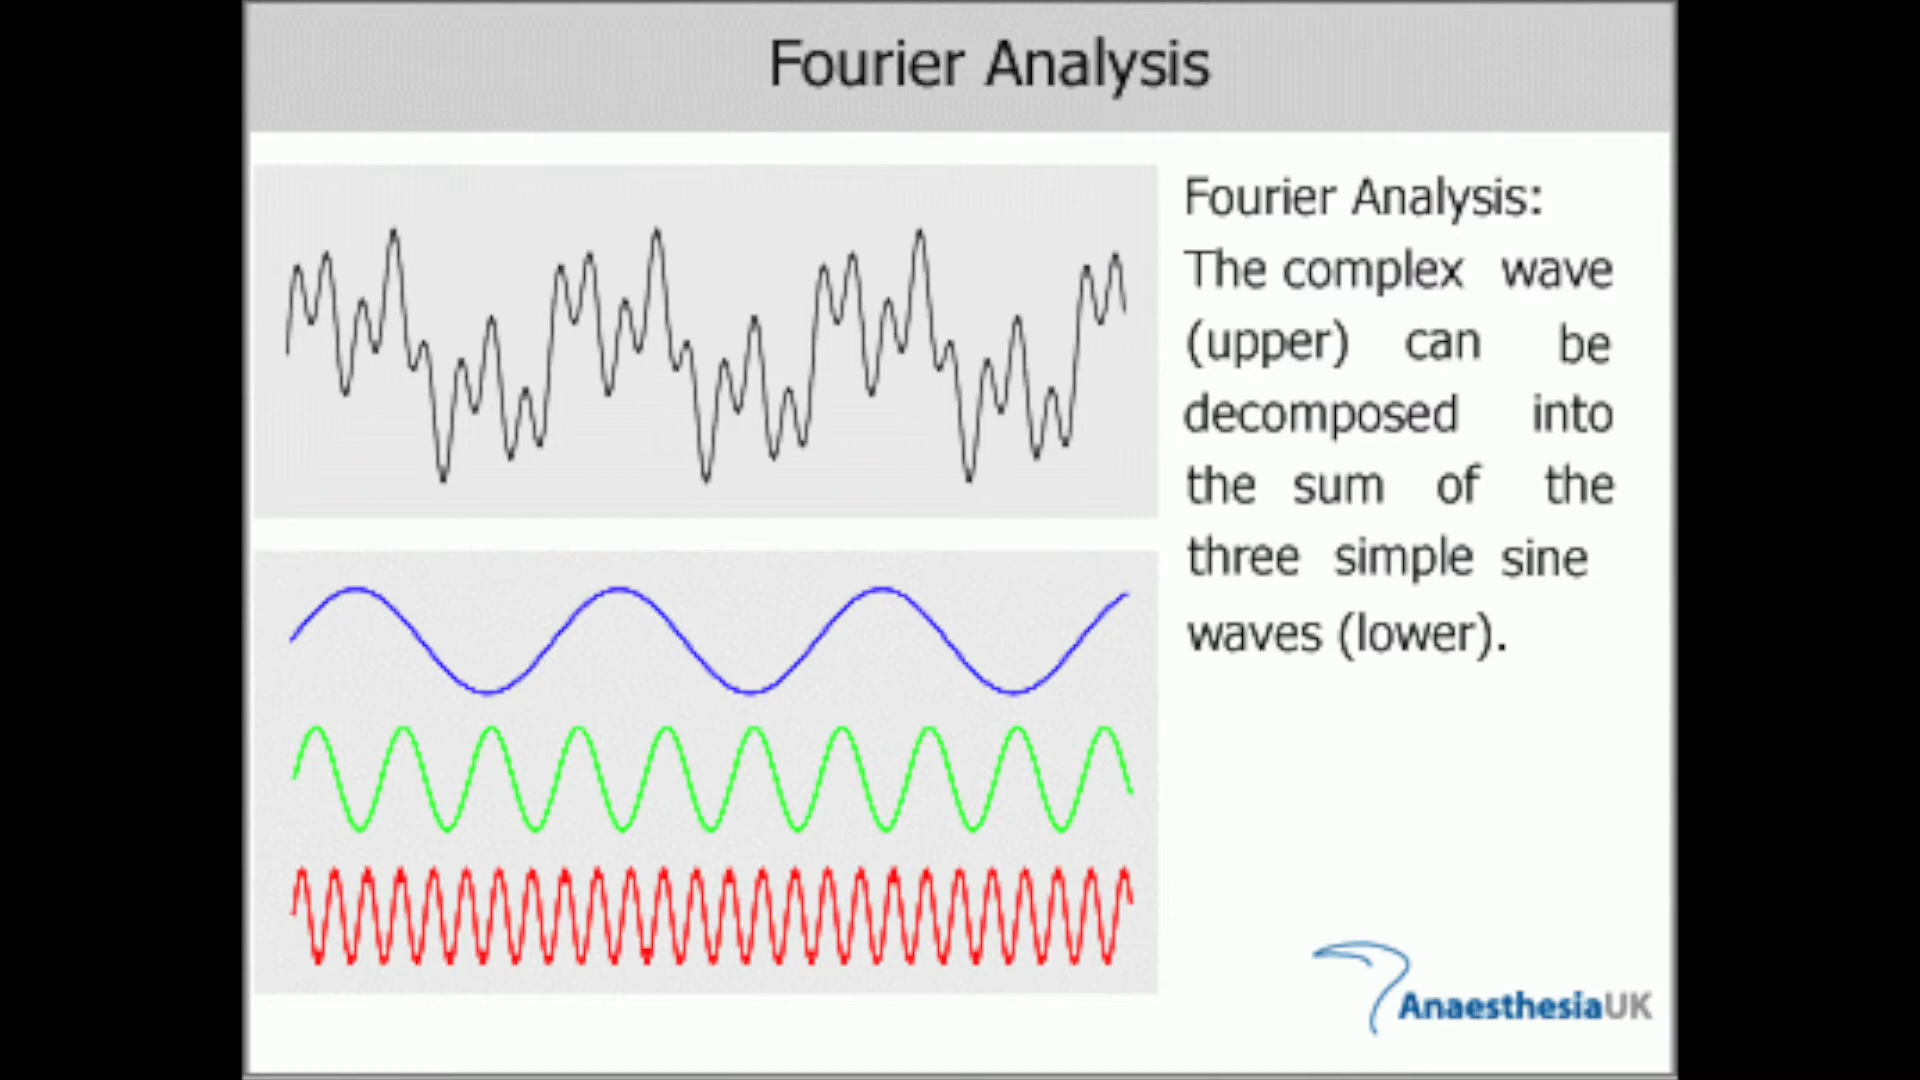 Fourier Analysis
Fourier Analysis:
The complex wave
(upper) can be
decomposed into
the sum of the
three simple sine
waves (lower).
AnaesthesiaUK